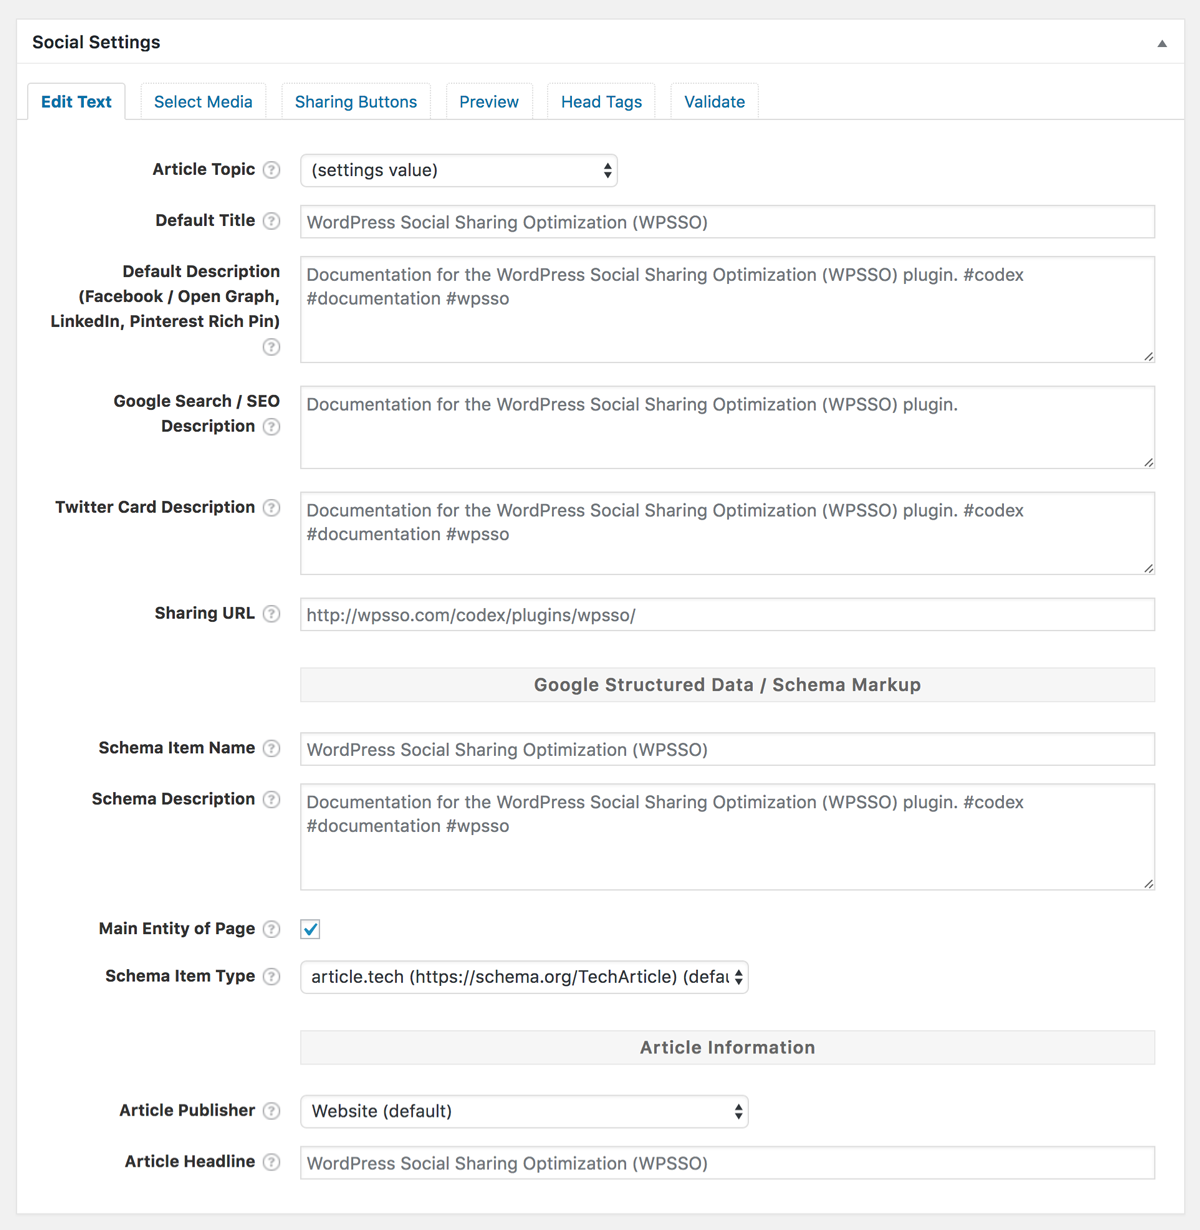 Social Settings
Edit Text
Select Media
Sharing Buttons
Preview
Head Tags
Validate
Article Topic ?
(settings value)
Default Title ?
WordPress Social Sharing Optimization (WPSSO)
Default Description
(Facebook / Open Graph,
LinkedIn, Pinterest Rich Pin)
?
Documentation for the WordPress Social Sharing Optimization (WPSSO) plugin. #codex
#documentation #wpsso
Google Search / SEO
Description ?
Documentation for the WordPress Social Sharing Optimization (WPSSO) plugin.
Twitter Card Description ?
Documentation for the WordPress Social Sharing Optimization (WPSSO) plugin. #codex
#documentation #wpsso
Sharing URL ?
http://wpsso.com/codex/plugins/wpsso/
Google Structured Data / Schema Markup
Schema Item Name ?
WordPress Social Sharing Optimization (WPSSO)
Schema Description ?
Documentation for the WordPress Social Sharing Optimization (WPSSO) plugin. #codex
#documentation #wpsso
Main Entity of Page ?
Schema Item Type ?
article.tech (https://schema.org/TechArticle) (defau
Article Information
Article Publisher ?
Website (default)
Article Headline ?
WordPress Social Sharing Optimization (WPSSO)